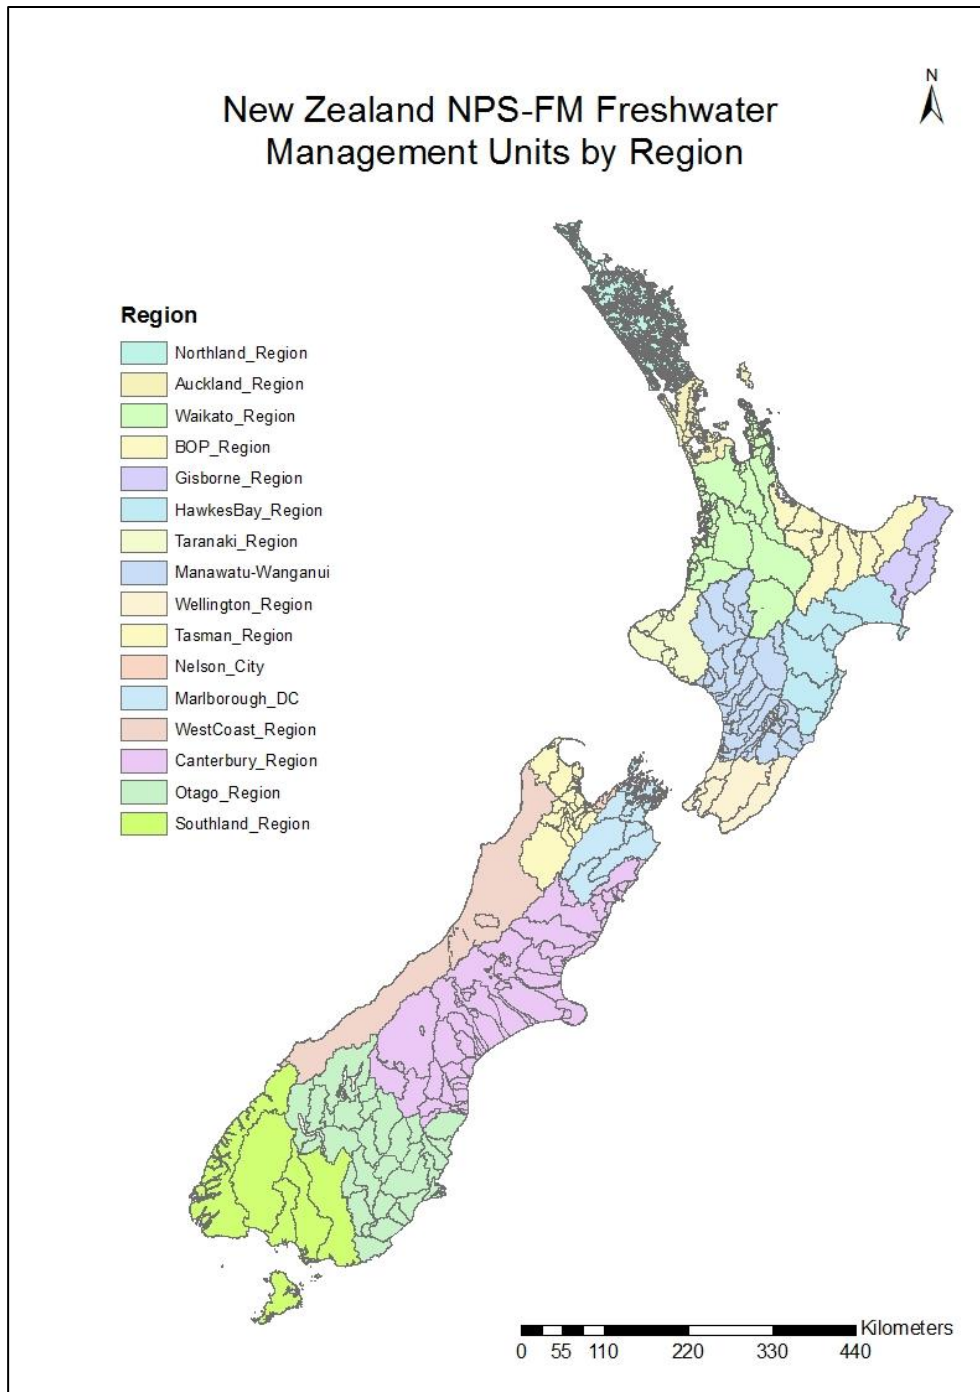 N
New Zealand NPS-FM Freshwater
Management Units by Region
Region
Northland_Region
Auckland_Region
Waikato_Region
BOP_Region
Gisborne_Region
HawkesBay_Region
Taranaki_Region
Manawatu-Wanganui
Wellington_Region
Tasman_Region
Nelson_City
Marlborough_DC
WestCoast_Region
Canterbury_Region
Otago_Region
Southland_Region
Kilometers
0 55 110 220 330 440